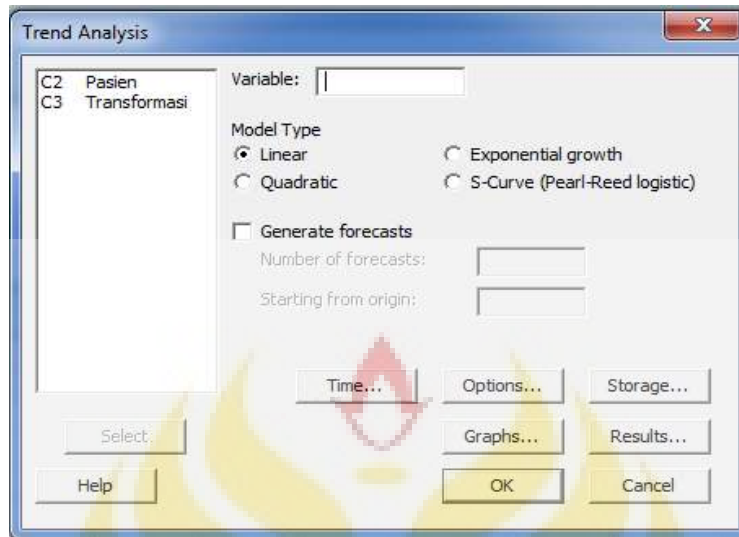 Trend Analysis
C2 Pasien
C3 Transformasi
Variable:
Model Type
Linear
Exponential growth
Quadratic
S-Curve (Pearl-Reed logistic)
Generate forecasts
Number of forecasts:
Starting from origin:
Time...
Options...
Storage...
Select
Graphs...
Results...
Help
OK
Cancel